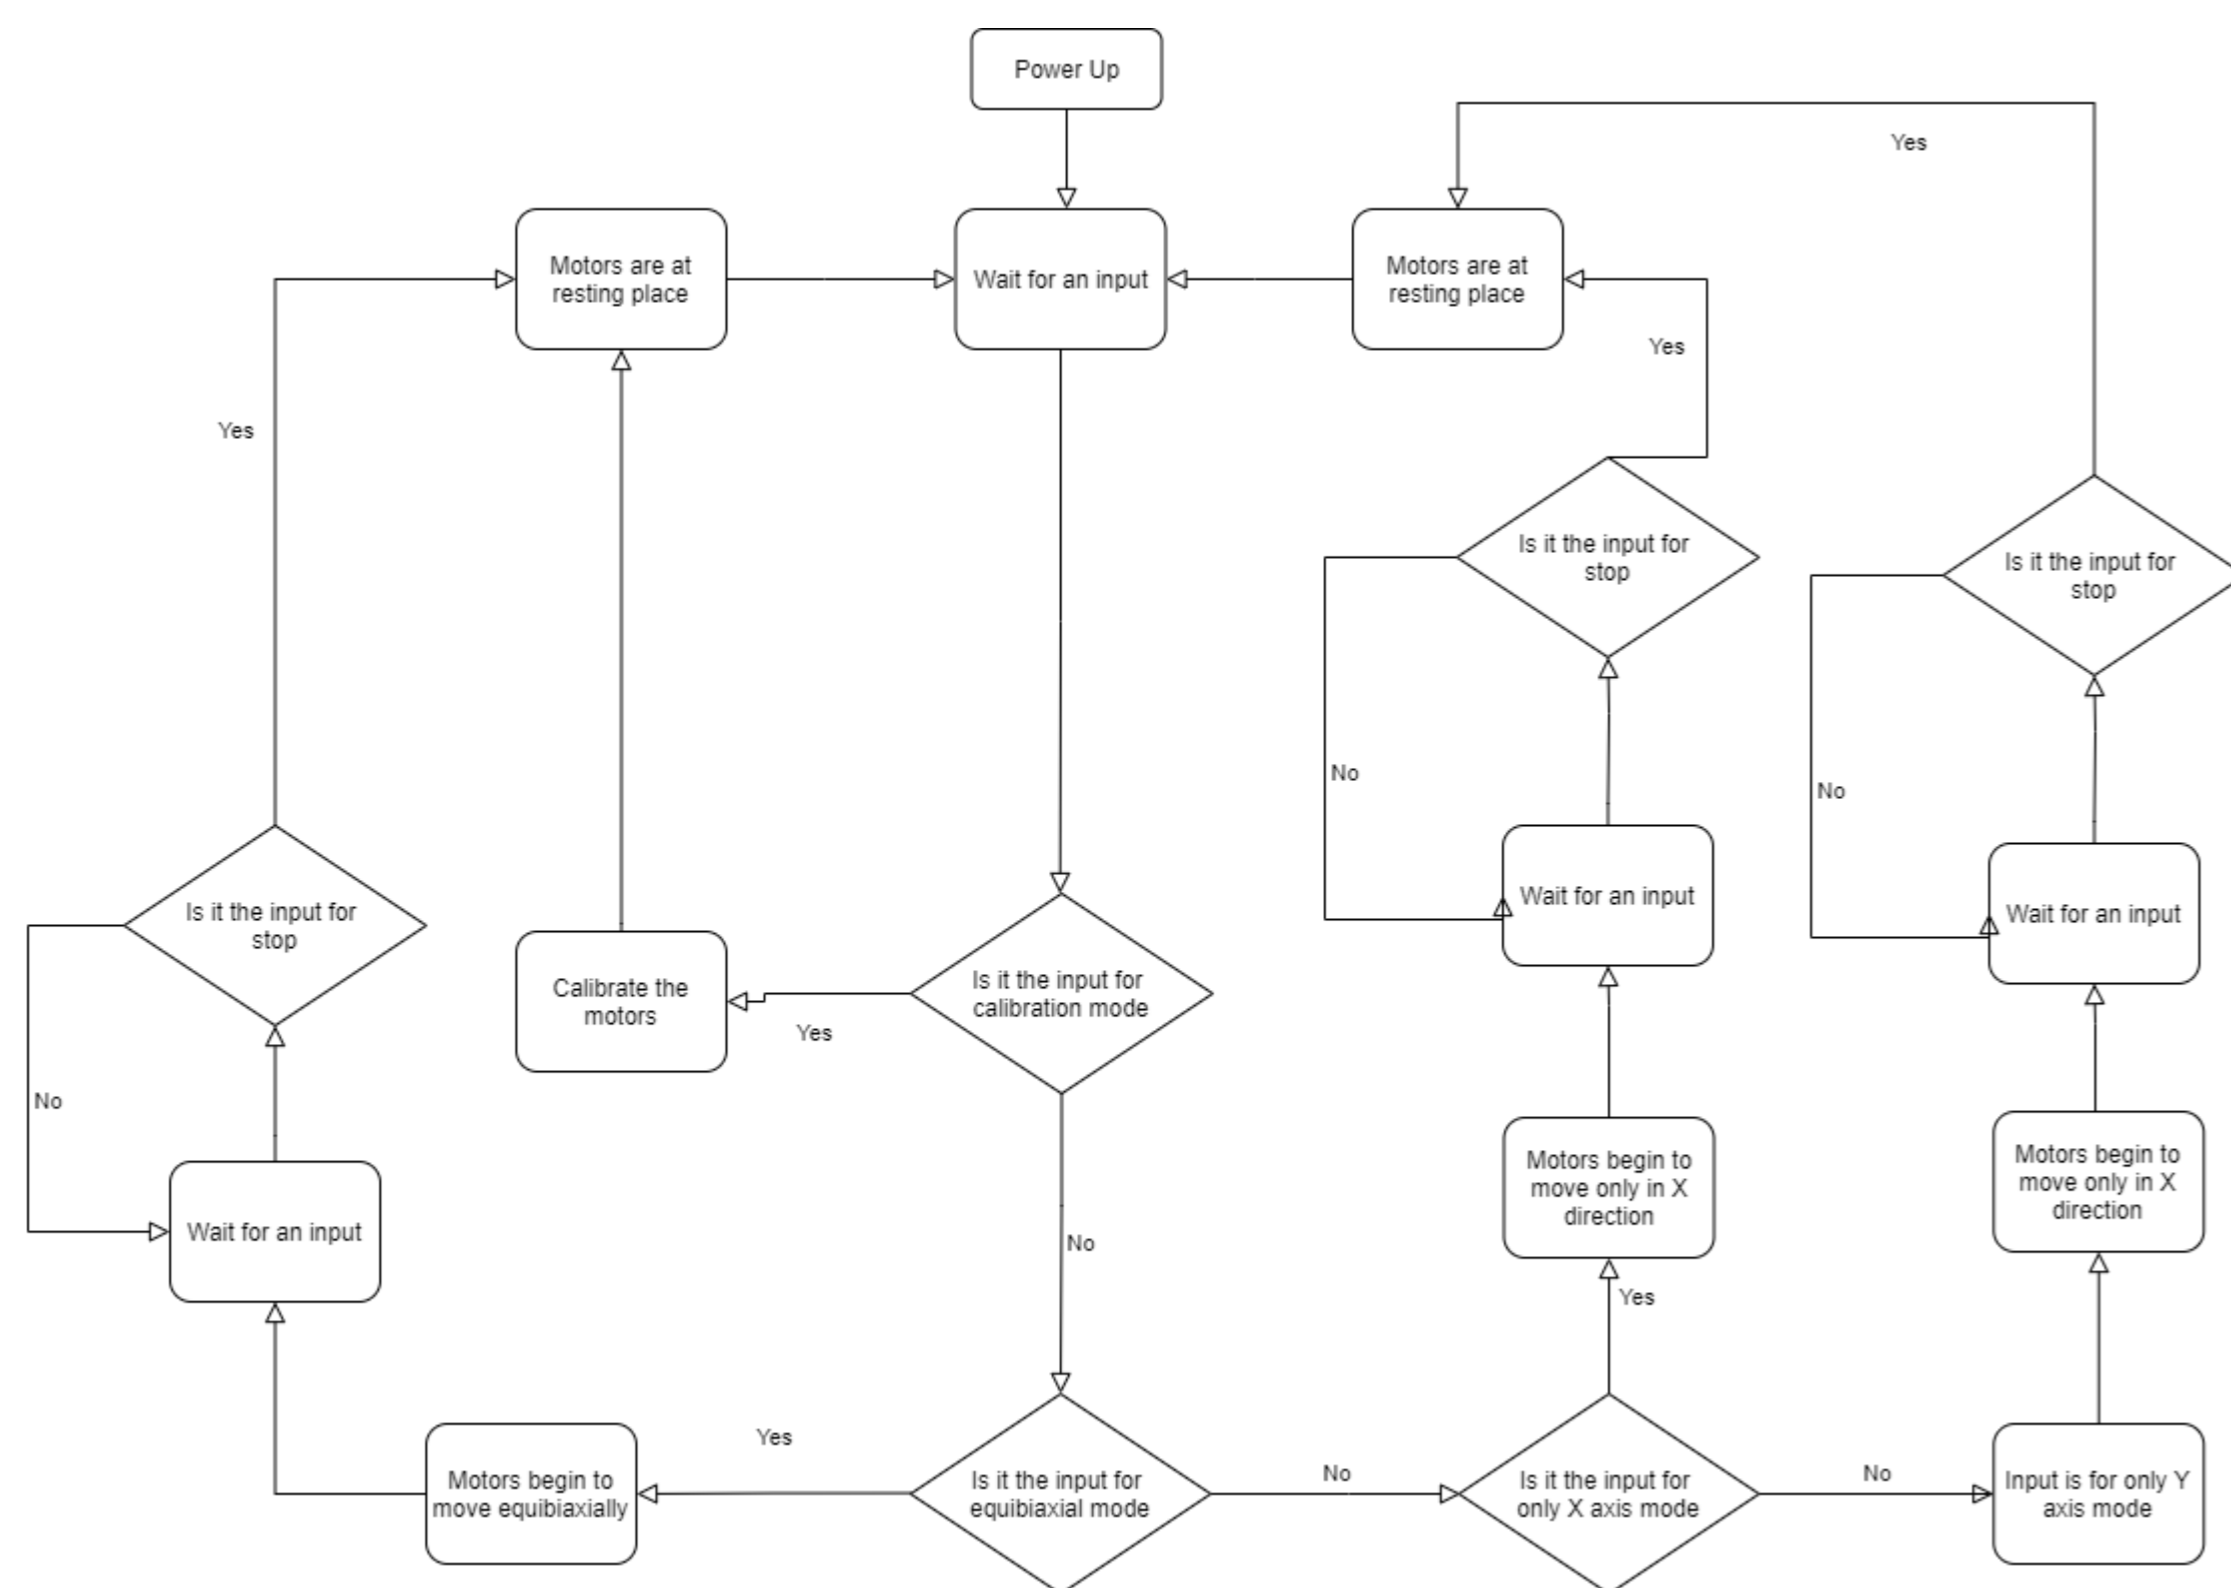 Power Up
Yes
Motors are at
resting place
Wait for an input
Motors are at
resting place
Yes
Yes
Is it the input for
stop
Is it the input for
stop
No
No
Wait for an input
Wait for an input
Is it the input for
stop
Calibrate the
motors
Is it the input for
calibration mode
Yes
No
Wait for an input
No
Motors begin to
move only in X
direction
Motors begin to
move only in X
direction
Yes
Motors begin to
move equibiaxially
Yes
Is it the input for
equibiaxial mode
No
Is it the input for
only X axis mode
No
Input is for only Y
axis mode